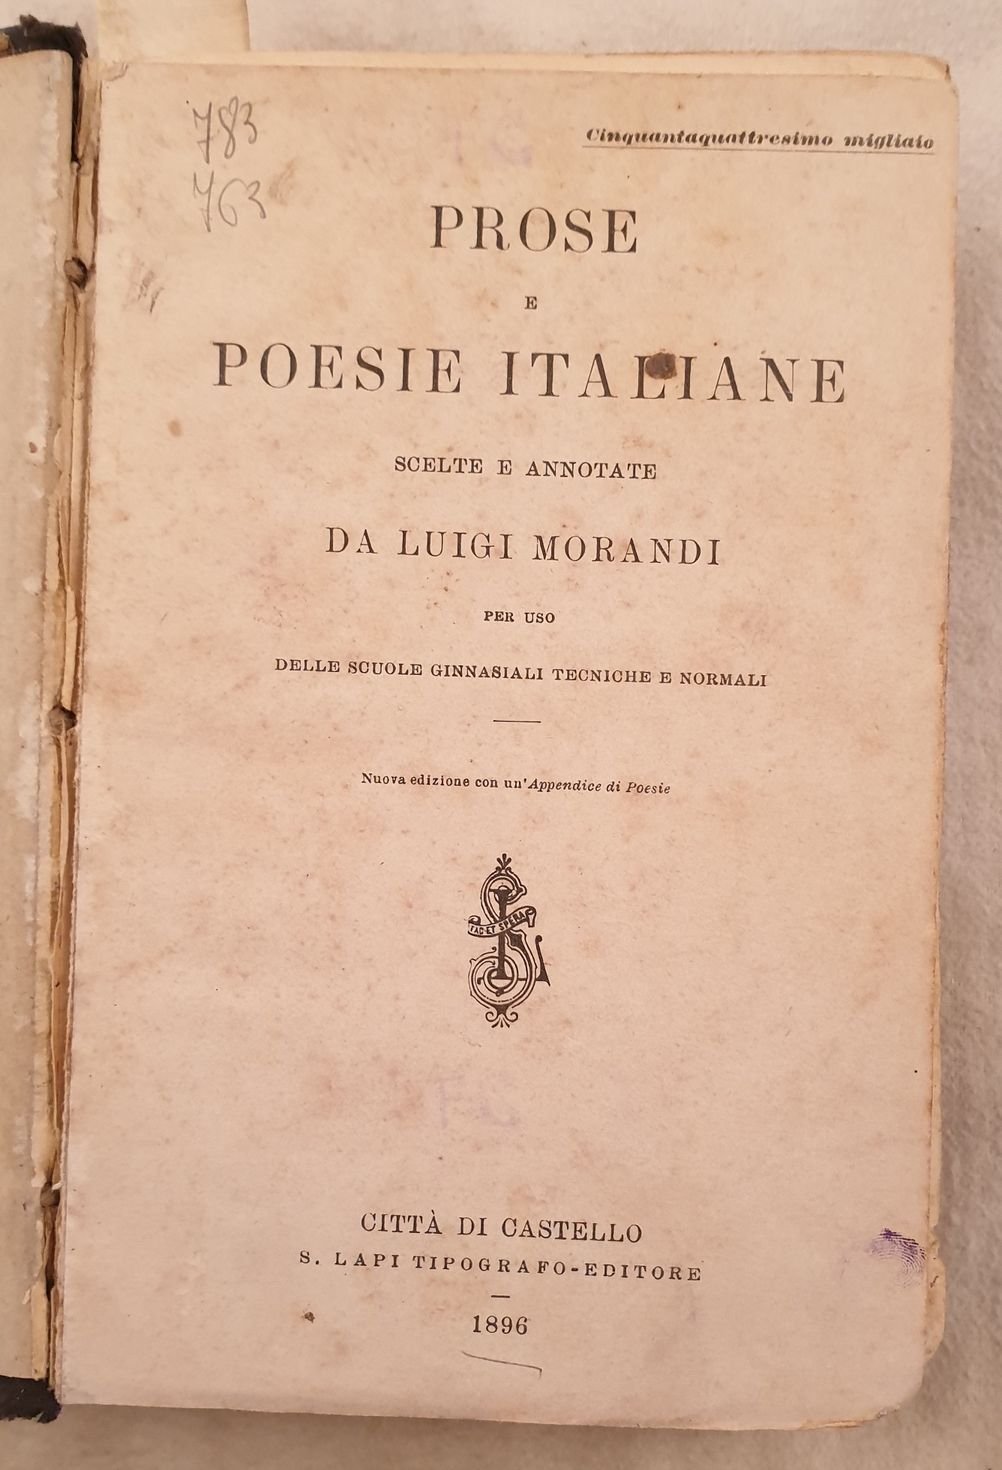 783
763
Cinquantaquattresimo migliaio
PROSE
E
POESIE ITALIANE
SCELTE E ANNOTATE
DA LUIGI MORANDI
PER USO
DELLE SCUOLE GINNASIALI TECNICHE E NORMALI
Nuova edizione con un'Appendice di Poesie
FAC ET SPERA
CITTÀ DI CASTELLO
S. LAPI TIPOGRAFO-EDITORE
1896